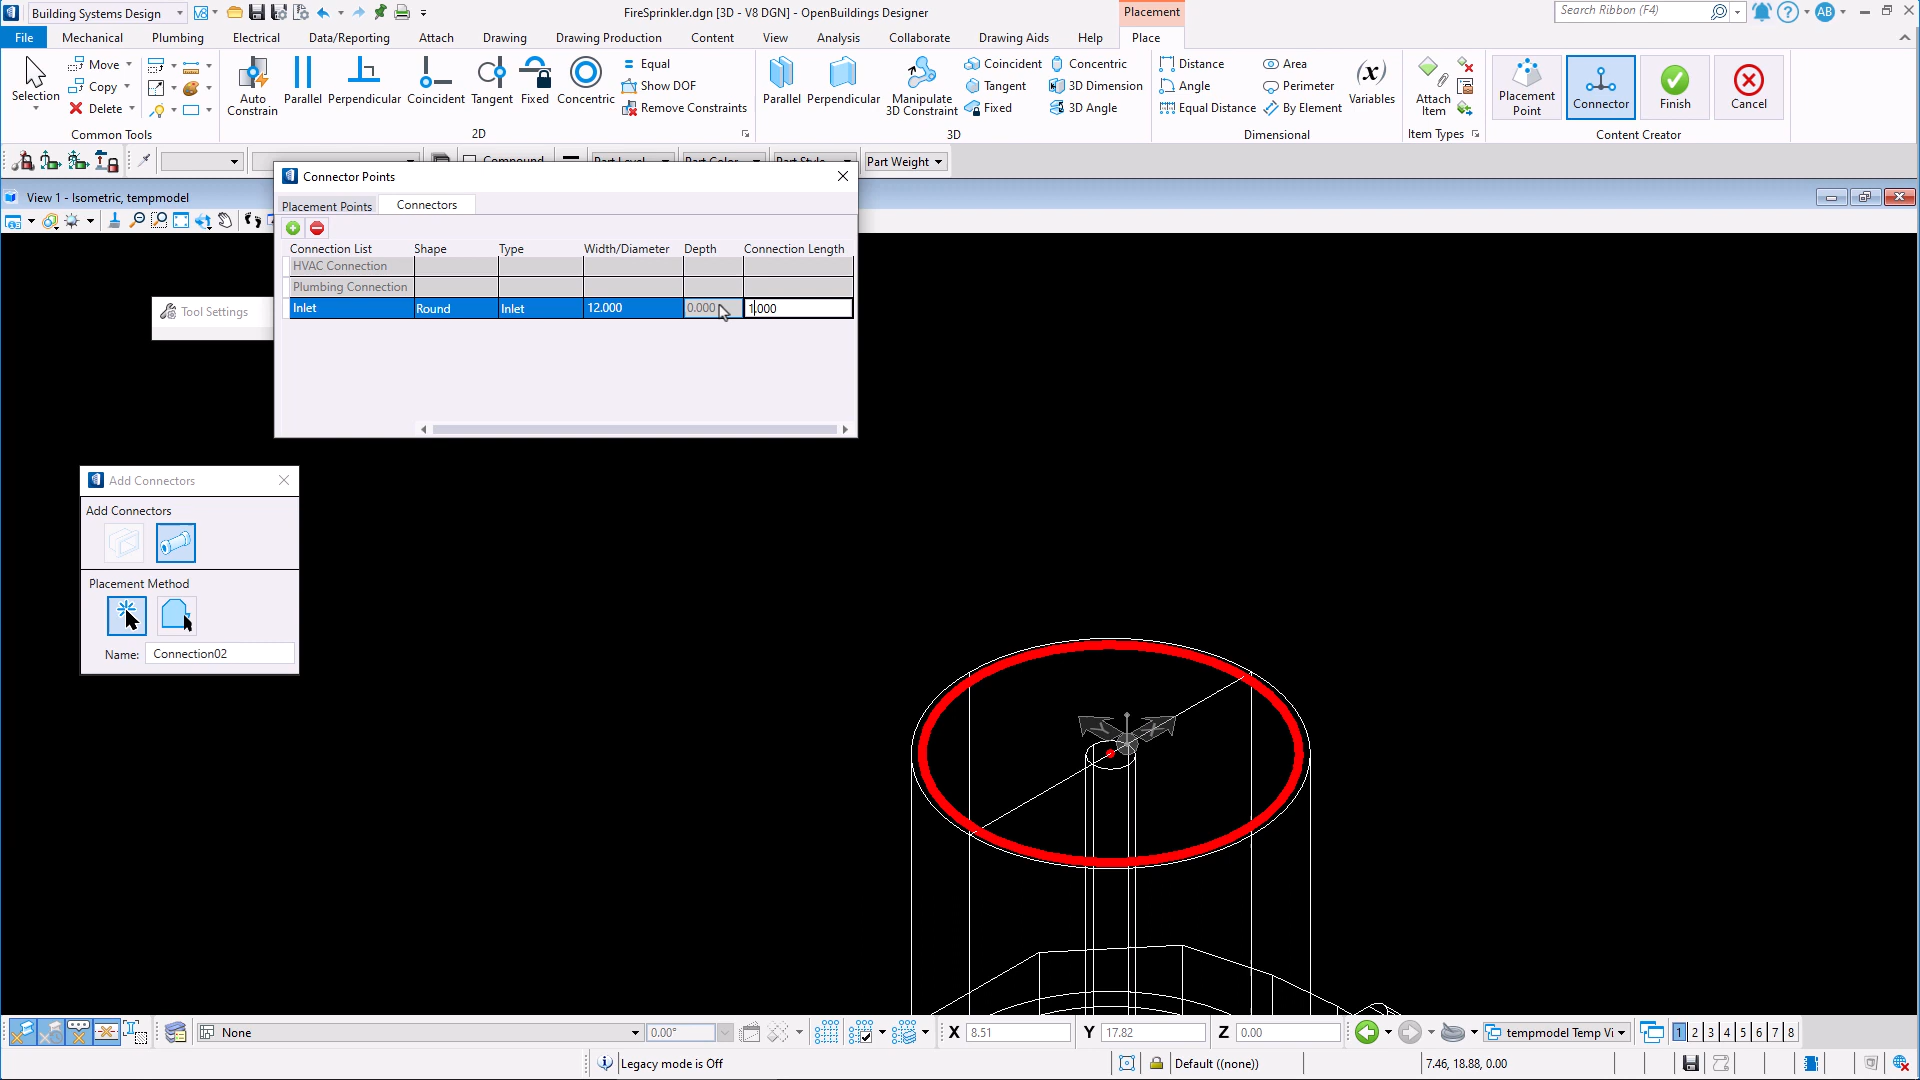 Building Systems Design
FireSprinkler.dgn [3D - V8 DGN] - OpenBuildings Designer
Placement
Search Ribbon (F4)
AB
File
Mechanical
Plumbing
Electrical
Data/Reporting
Attach
Drawing
Drawing Production
Content
View
Analysis
Collaborate
Drawing Aids
Help
Place
Selection
Move
Copy
Delete
Common Tools
Auto Constrain
Parallel
Perpendicular
Coincident
Tangent
Fixed
Concentric
Equal
Show DOF
Remove Constraints
2D
Parallel
Perpendicular
Manipulate 3D Constraint
Coincident
Tangent
Fixed
Concentric
3D Dimension
3D Angle
3D
Distance
Angle
Equal Distance
Area
Perimeter
By Element
(x)
Variables
Dimensional
Attach Item
Item Types
Placement Point
Connector
Finish
Cancel
Content Creator
Part Weight
View 1 - Isometric, tempmodel
Connector Points
Placement Points
Connectors
Connection List Shape Type Width/Diameter Depth Connection Length
HVAC Connection
Plumbing Connection
Inlet Round Inlet 12.000 0.000 1.000
Tool Settings
Add Connectors
Add Connectors
Placement Method
Name: Connection02
None
0.00°
X 8.51
Y 17.82
Z 0.00
tempmodel Temp Vi
1 2 3 4 5 6 7 8
Legacy mode is Off
Default ((none))
7.46, 18.88, 0.00